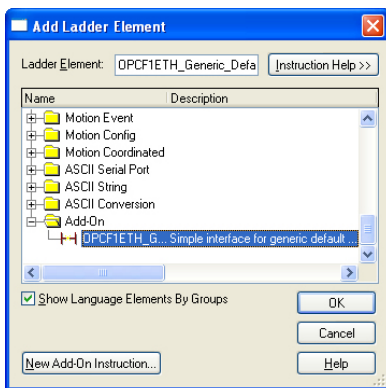 Add Ladder Element
Ladder Element: OPCF1ETH_Generic_Defa Instruction Help >>
Name Description
Motion Event
Motion Config
Motion Coordinated
ASCII Serial Port
ASCII String
ASCII Conversion
Add-On
OPCF1ETH_G... Simple interface for generic default ...
Show Language Elements By Groups
OK
Cancel
New Add-On Instruction...
Help